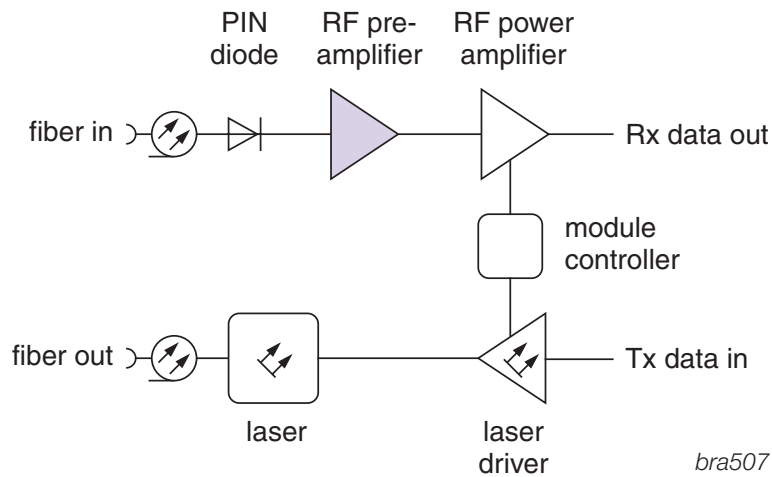 PIN
diode
RF pre-
amplifier
RF power
amplifier
fiber in
Rx data out
module
controller
fiber out
Tx data in
laser
laser
driver
bra507